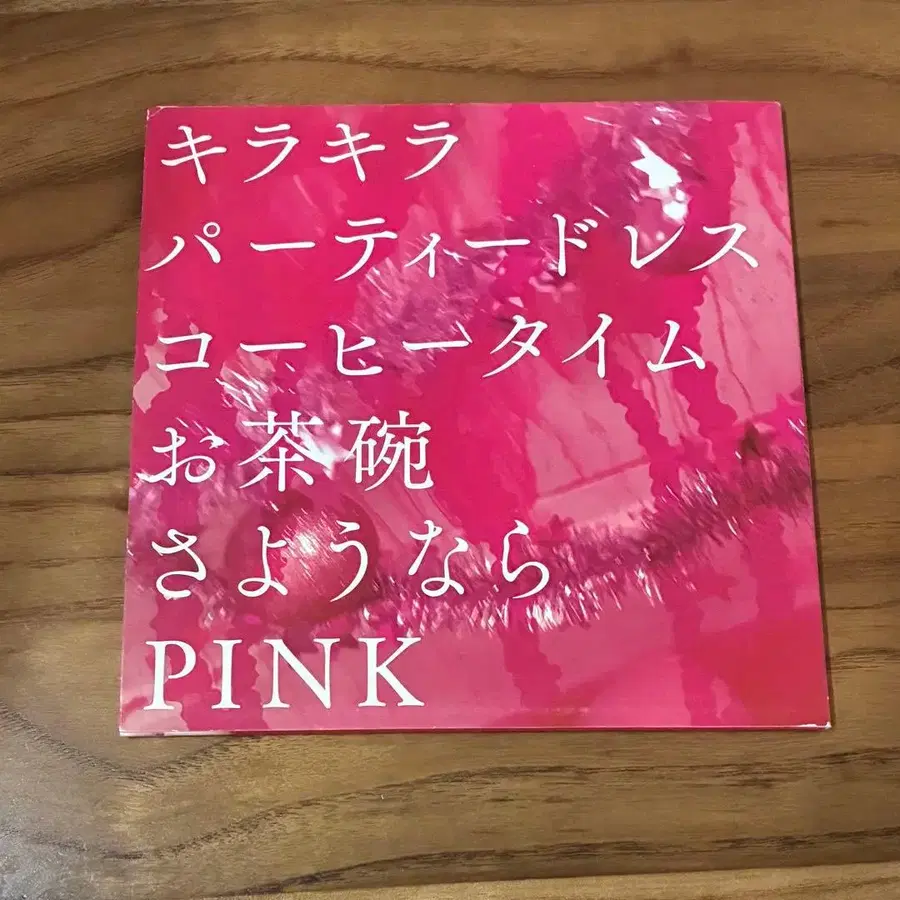 キラキラ
パーティードレス
コーヒータイム
お茶碗
さようなら
PINK